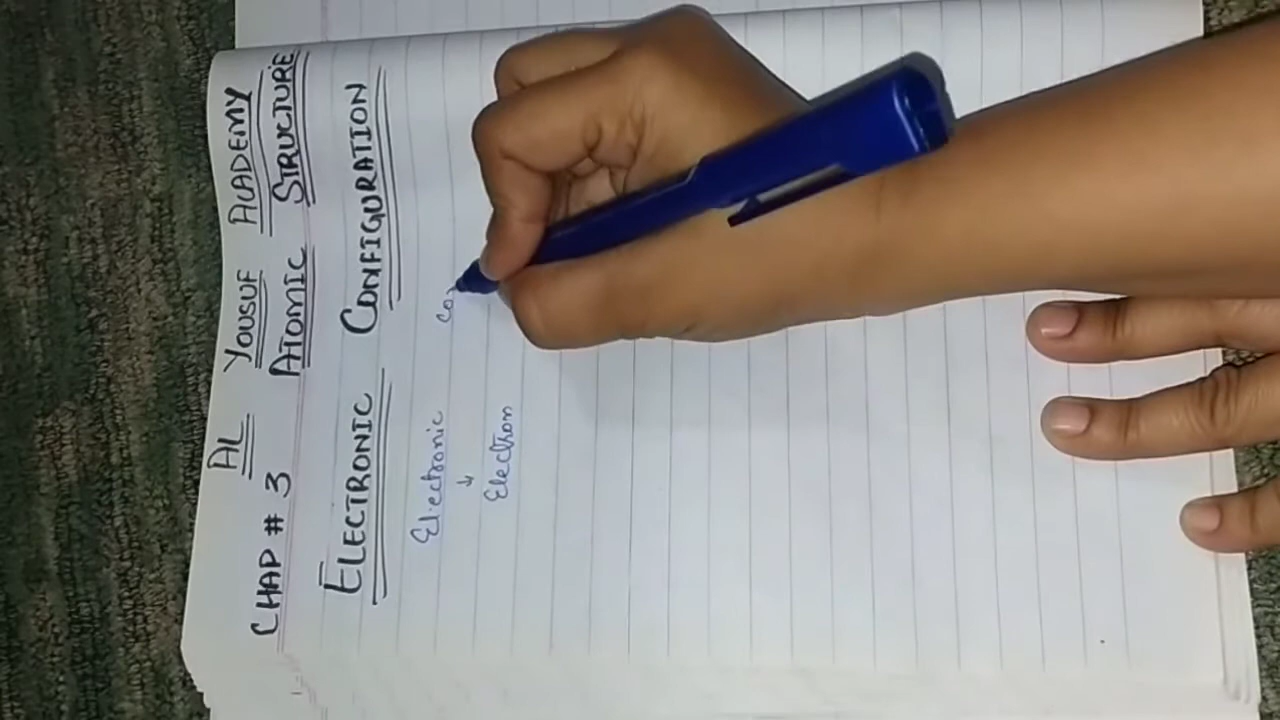 AL YOUSUF ACADEMY
CHAP # 3 ATOMIC STRUCTURE
ELECTRONIC CONFIGURATION
Electronic
↓
Electron